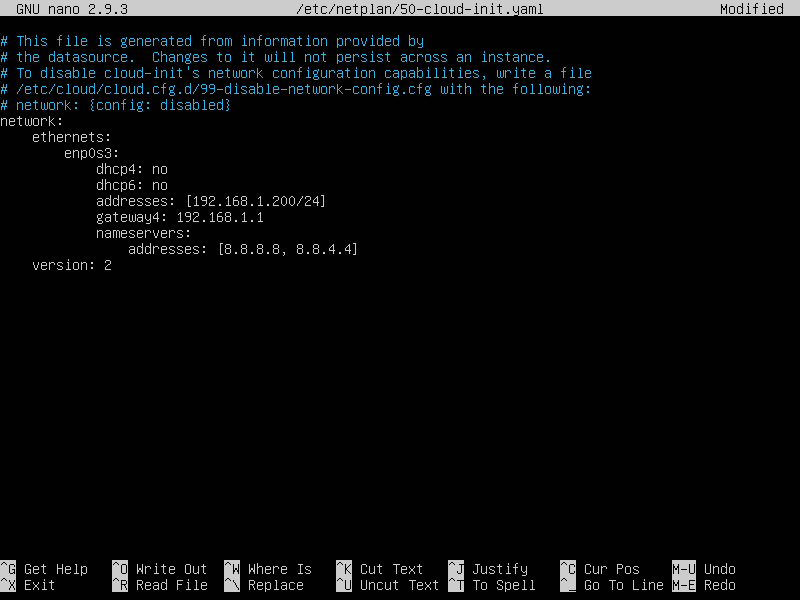 GNU nano 2.9.3 /etc/netplan/50-cloud-init.yaml Modified
# This file is generated from information provided by
# the datasource.  Changes to it will not persist across an instance.
# To disable cloud-init's network configuration capabilities, write a file
# /etc/cloud/cloud.cfg.d/99-disable-network-config.cfg with the following:
# network: {config: disabled}
network:
    ethernets:
        enp0s3:
            dhcp4: no
            dhcp6: no
            addresses: [192.168.1.200/24]
            gateway4: 192.168.1.1
            nameservers:
                addresses: [8.8.8.8, 8.8.4.4]
    version: 2
^G Get Help ^O Write Out ^W Where Is ^K Cut Text ^J Justify ^C Cur Pos M-U Undo
^X Exit ^R Read File ^\ Replace ^U Uncut Text ^T To Spell ^_ Go To Line M-E Redo